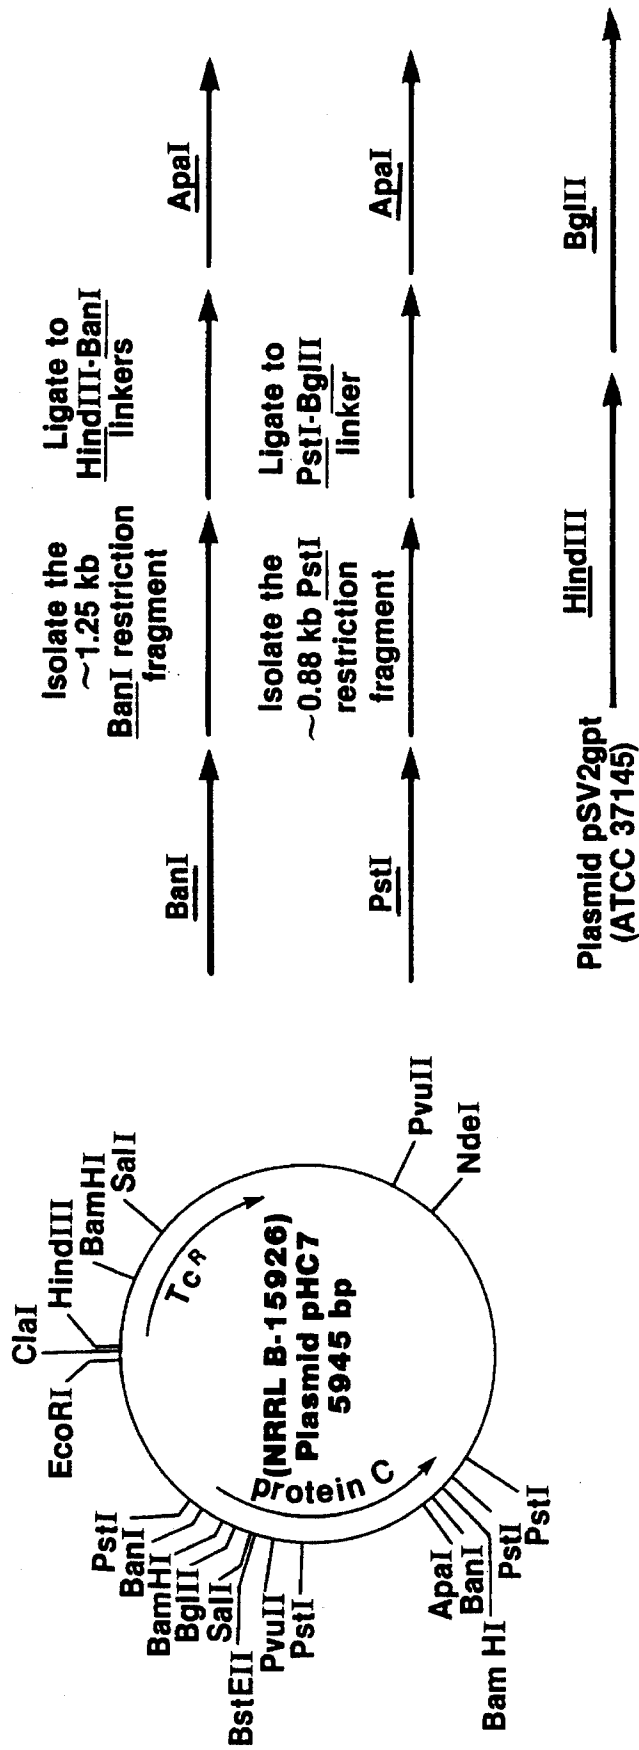 ClaI
EcoRI
HindIII
BamHI
SalI
PstI
BanI
BamHI
BglII
SalI
BstEII
PvuII
PstI
TcR
(NRRL B-15926)
Plasmid pHC7
5945 bp
Protein C
PvuII
NdeI
ApaI
BanI
Bam HI
PstI
PstI
BanI
Isolate the
~1.25 kb
BanI restriction
fragment
Ligate to
HindIII-BanI
linkers
ApaI
PstI
Isolate the
~0.88 kb PstI
restriction
fragment
Ligate to
PstI-BglII
linker
ApaI
Plasmid pSV2gpt
(ATCC 37145)
HindIII
BglII